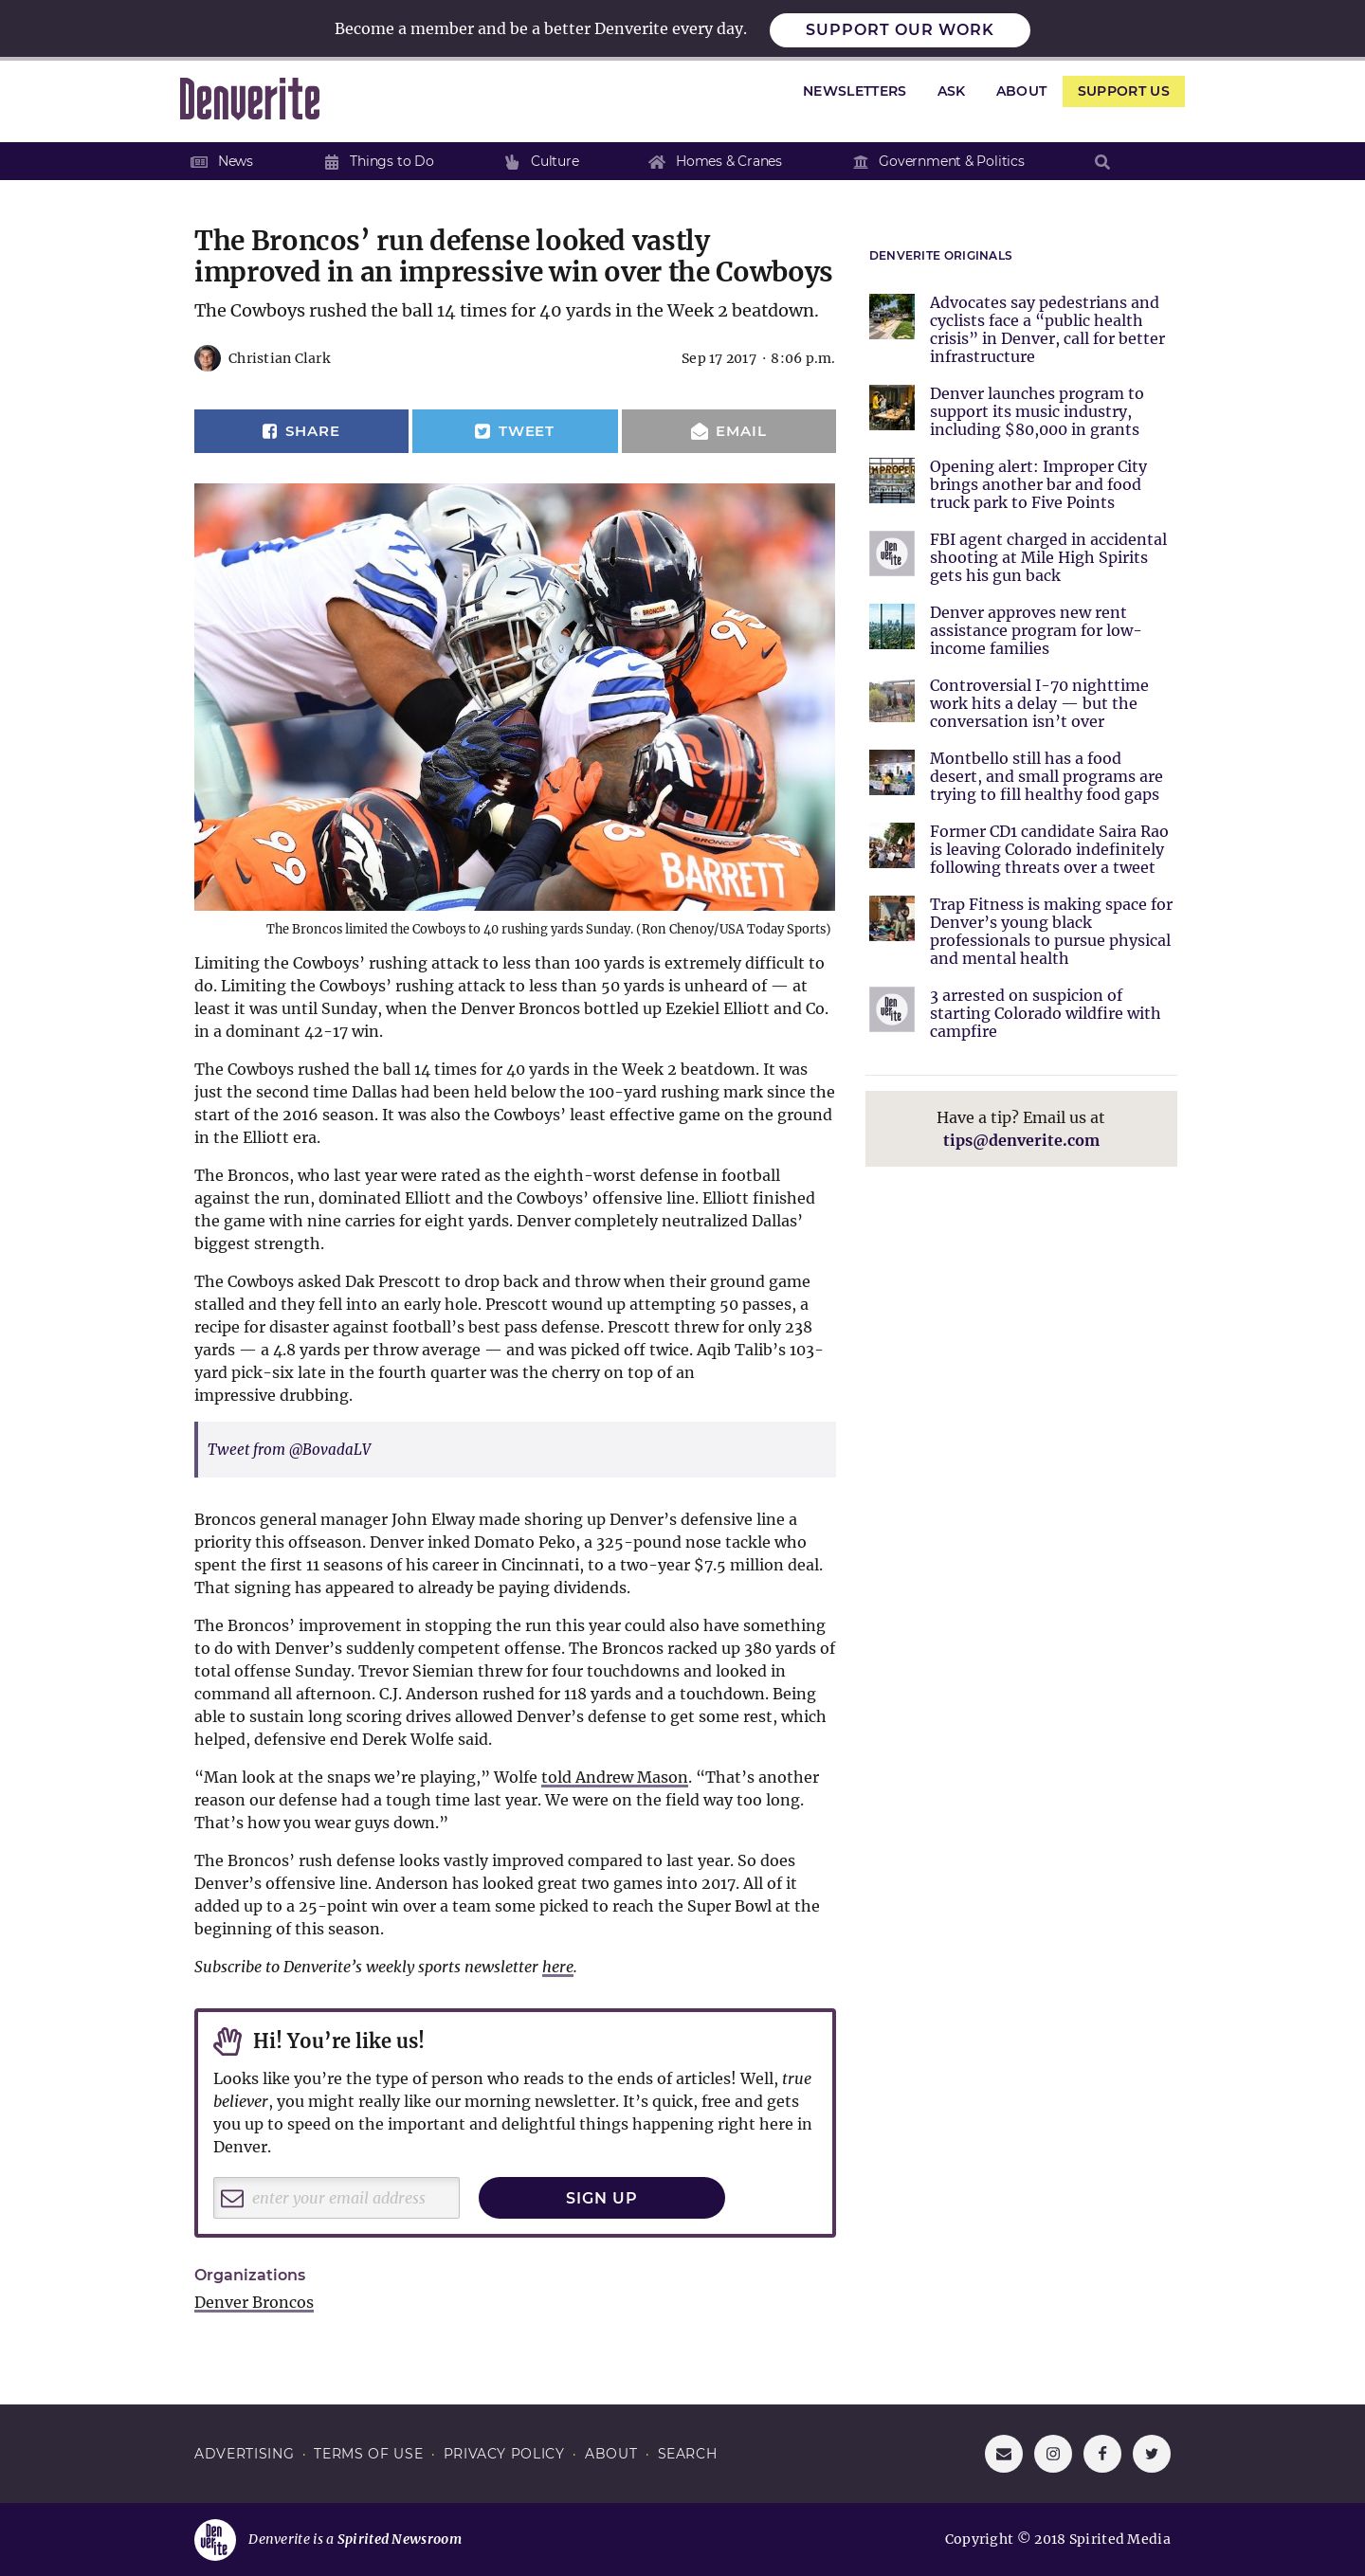 Become a member and be a better Denverite every day.
SUPPORT OUR WORK
Denverite
NEWSLETTERS
ASK
ABOUT
SUPPORT US
News
Things to Do
Culture
Homes & Cranes
Government & Politics
The Broncos’ run defense looked vastly
improved in an impressive win over the Cowboys
The Cowboys rushed the ball 14 times for 40 yards in the Week 2 beatdown.
Christian Clark
Sep 17 2017 · 8:06 p.m.
SHARE
TWEET
EMAIL
BRONCOS
95
BRONCOS
96
8
BARRETT
The Broncos limited the Cowboys to 40 rushing yards Sunday. (Ron Chenoy/USA Today Sports)
Limiting the Cowboys’ rushing attack to less than 100 yards is extremely difficult to
do. Limiting the Cowboys’ rushing attack to less than 50 yards is unheard of — at
least it was until Sunday, when the Denver Broncos bottled up Ezekiel Elliott and Co.
in a dominant 42-17 win.
The Cowboys rushed the ball 14 times for 40 yards in the Week 2 beatdown. It was
just the second time Dallas had been held below the 100-yard rushing mark since the
start of the 2016 season. It was also the Cowboys’ least effective game on the ground
in the Elliott era.
The Broncos, who last year were rated as the eighth-worst defense in football
against the run, dominated Elliott and the Cowboys’ offensive line. Elliott finished
the game with nine carries for eight yards. Denver completely neutralized Dallas’
biggest strength.
The Cowboys asked Dak Prescott to drop back and throw when their ground game
stalled and they fell into an early hole. Prescott wound up attempting 50 passes, a
recipe for disaster against football’s best pass defense. Prescott threw for only 238
yards — a 4.8 yards per throw average — and was picked off twice. Aqib Talib’s 103-
yard pick-six late in the fourth quarter was the cherry on top of an
impressive drubbing.
Tweet from @BovadaLV
Broncos general manager John Elway made shoring up Denver’s defensive line a
priority this offseason. Denver inked Domato Peko, a 325-pound nose tackle who
spent the first 11 seasons of his career in Cincinnati, to a two-year $7.5 million deal.
That signing has appeared to already be paying dividends.
The Broncos’ improvement in stopping the run this year could also have something
to do with Denver’s suddenly competent offense. The Broncos racked up 380 yards of
total offense Sunday. Trevor Siemian threw for four touchdowns and looked in
command all afternoon. C.J. Anderson rushed for 118 yards and a touchdown. Being
able to sustain long scoring drives allowed Denver’s defense to get some rest, which
helped, defensive end Derek Wolfe said.
“Man look at the snaps we’re playing,” Wolfe told Andrew Mason. “That’s another
reason our defense had a tough time last year. We were on the field way too long.
That’s how you wear guys down.”
The Broncos’ rush defense looks vastly improved compared to last year. So does
Denver’s offensive line. Anderson has looked great two games into 2017. All of it
added up to a 25-point win over a team some picked to reach the Super Bowl at the
beginning of this season.
Subscribe to Denverite’s weekly sports newsletter here.
Hi! You’re like us!
Looks like you’re the type of person who reads to the ends of articles! Well, true
believer, you might really like our morning newsletter. It’s quick, free and gets
you up to speed on the important and delightful things happening right here in
Denver.
enter your email address
SIGN UP
Organizations
Denver Broncos
DENVERITE ORIGINALS
Advocates say pedestrians and
cyclists face a “public health
crisis” in Denver, call for better
infrastructure
Denver launches program to
support its music industry,
including $80,000 in grants
Opening alert: Improper City
brings another bar and food
truck park to Five Points
FBI agent charged in accidental
shooting at Mile High Spirits
gets his gun back
Denver approves new rent
assistance program for low-
income families
Controversial I-70 nighttime
work hits a delay — but the
conversation isn’t over
Montbello still has a food
desert, and small programs are
trying to fill healthy food gaps
Former CD1 candidate Saira Rao
is leaving Colorado indefinitely
following threats over a tweet
Trap Fitness is making space for
Denver’s young black
professionals to pursue physical
and mental health
3 arrested on suspicion of
starting Colorado wildfire with
campfire
Have a tip? Email us at
tips@denverite.com
ADVERTISING · TERMS OF USE · PRIVACY POLICY · ABOUT · SEARCH
Den
ver
ite
Denverite is a Spirited Newsroom
Copyright © 2018 Spirited Media